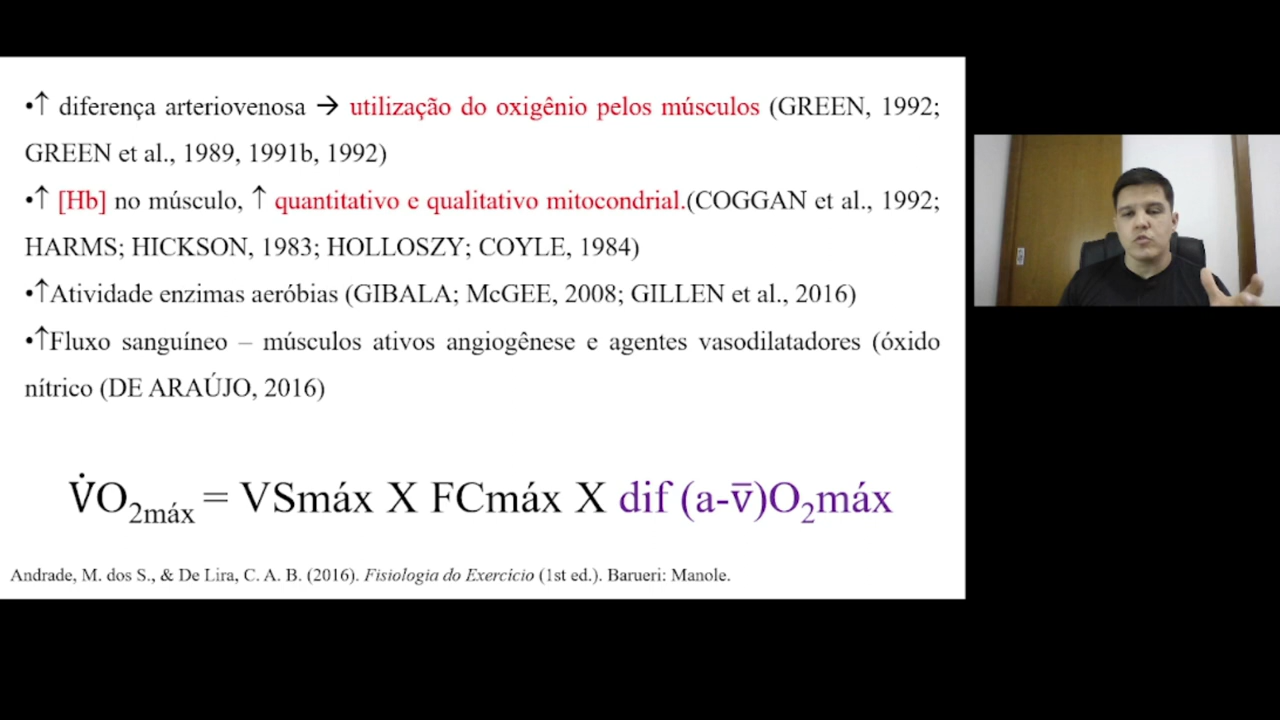 •↑ diferença arteriovenosa → utilização do oxigênio pelos músculos (GREEN, 1992;
GREEN et al., 1989, 1991b, 1992)
•↑ [Hb] no músculo, ↑ quantitativo e qualitativo mitocondrial.(COGGAN et al., 1992;
HARMS; HICKSON, 1983; HOLLOSZY; COYLE, 1984)
•↑Atividade enzimas aeróbias (GIBALA; McGEE, 2008; GILLEN et al., 2016)
•↑Fluxo sanguíneo – músculos ativos angiogênese e agentes vasodilatadores (óxido
nítrico (DE ARAÚJO, 2016)
V̇O₂máx = VSmáx X FCmáx X dif (a-v̅)O₂máx
Andrade, M. dos S., & De Lira, C. A. B. (2016). Fisiologia do Exercício (1st ed.). Barueri: Manole.